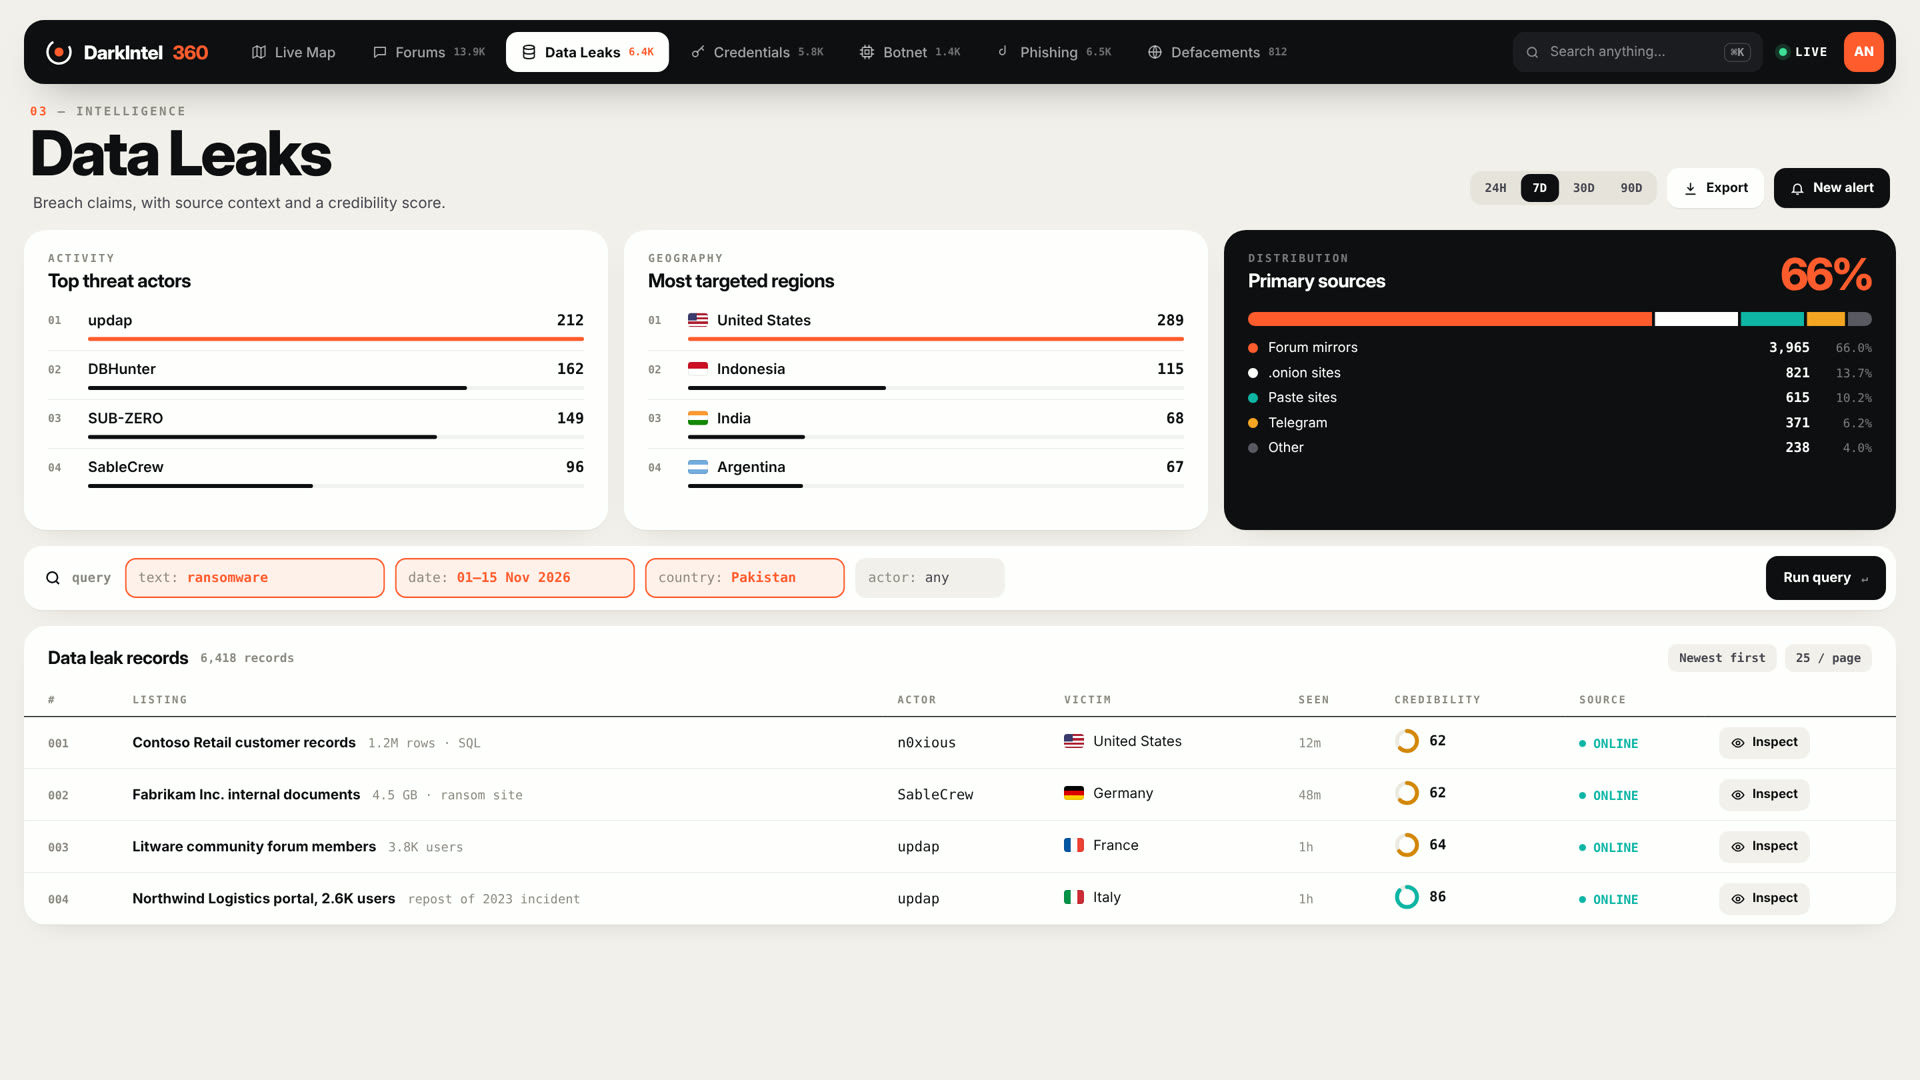 DarkIntel 360
Live Map
Forums 13.9K
Data Leaks 6.4K
Credentials 5.8K
Botnet 1.4K
Phishing 6.5K
Defacements 812
Search anything... ⌘K
LIVE
AN
03 — INTELLIGENCE
Data Leaks
Breach claims, with source context and a credibility score.
24H 7D 30D 90D
Export
New alert
ACTIVITY
Top threat actors
01 updap 212
02 DBHunter 162
03 SUB-ZERO 149
04 SableCrew 96
GEOGRAPHY
Most targeted regions
01 United States 289
02 Indonesia 115
03 India 68
04 Argentina 67
DISTRIBUTION
Primary sources
66%
Forum mirrors 3,965 66.0%
.onion sites 821 13.7%
Paste sites 615 10.2%
Telegram 371 6.2%
Other 238 4.0%
query text: ransomware date: 01–15 Nov 2026 country: Pakistan actor: any Run query ↵
Data leak records 6,418 records
Newest first 25 / page
# LISTING ACTOR VICTIM SEEN CREDIBILITY SOURCE
001 Contoso Retail customer records 1.2M rows · SQL n0xious United States 12m 62 ONLINE Inspect
002 Fabrikam Inc. internal documents 4.5 GB · ransom site SableCrew Germany 48m 62 ONLINE Inspect
003 Litware community forum members 3.8K users updap France 1h 64 ONLINE Inspect
004 Northwind Logistics portal, 2.6K users repost of 2023 incident updap Italy 1h 86 ONLINE Inspect